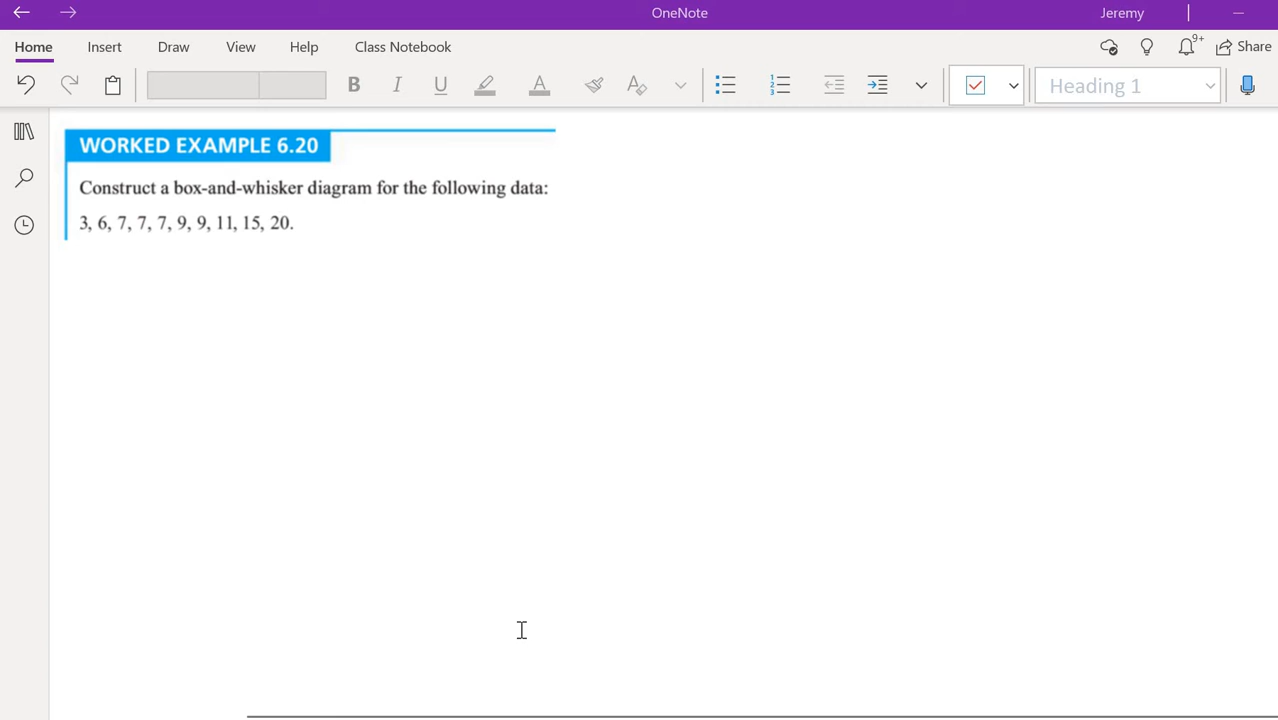 OneNote
Jeremy
Home Insert Draw View Help Class Notebook
9+
Share
B I U A A Heading 1
WORKED EXAMPLE 6.20
Construct a box-and-whisker diagram for the following data:
3, 6, 7, 7, 7, 9, 9, 11, 15, 20.